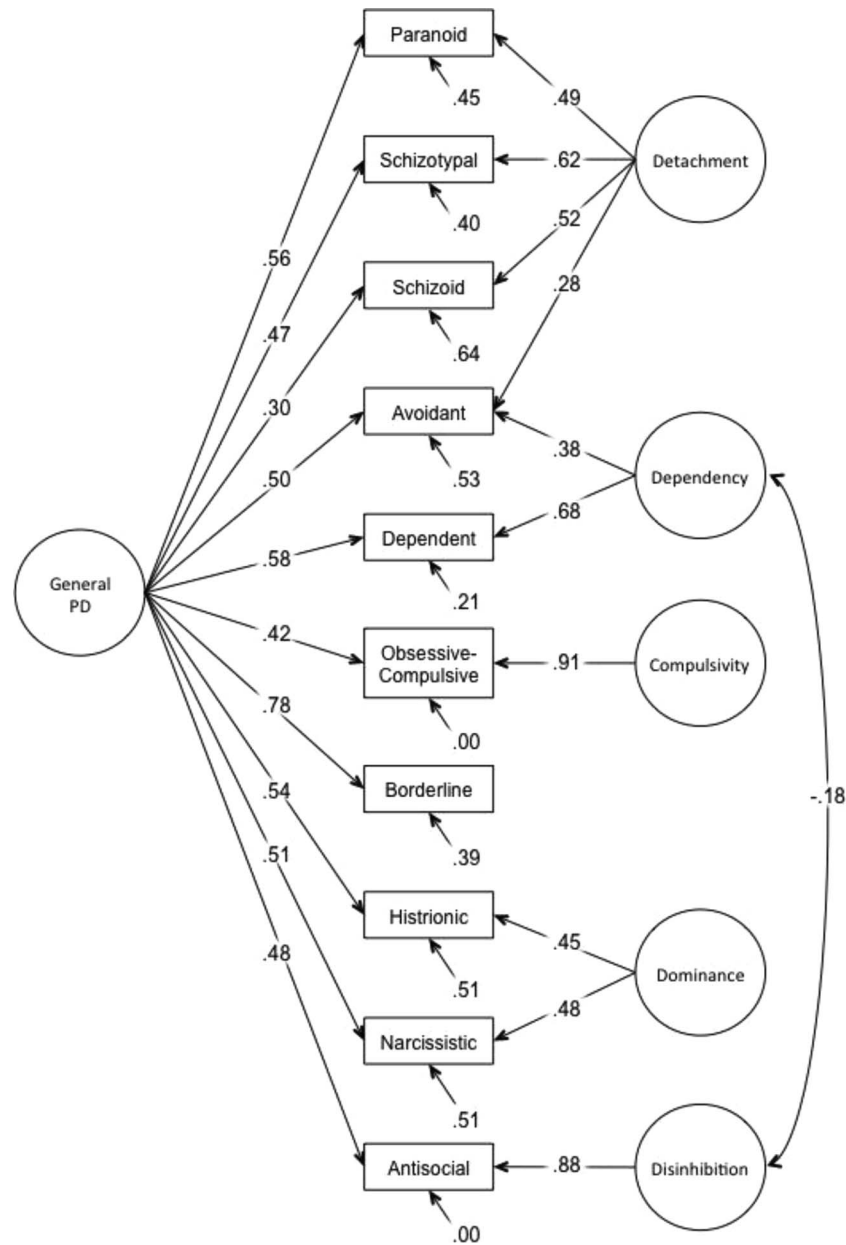 Paranoid
.45
.49
Schizotypal
.62
Detachment
.40
.52
.56
Schizoid
.28
.47
.64
.30
Avoidant
.38
.50
.53
Dependency
.68
Dependent
.58
General
PD
.21
.42
Obsessive-
Compulsive
.91
Compulsivity
.78
.00
.54
Borderline
-.18
.51
.39
Histrionic
.45
.48
.51
Dominance
.48
Narcissistic
.51
Antisocial
.88
Disinhibition
.00